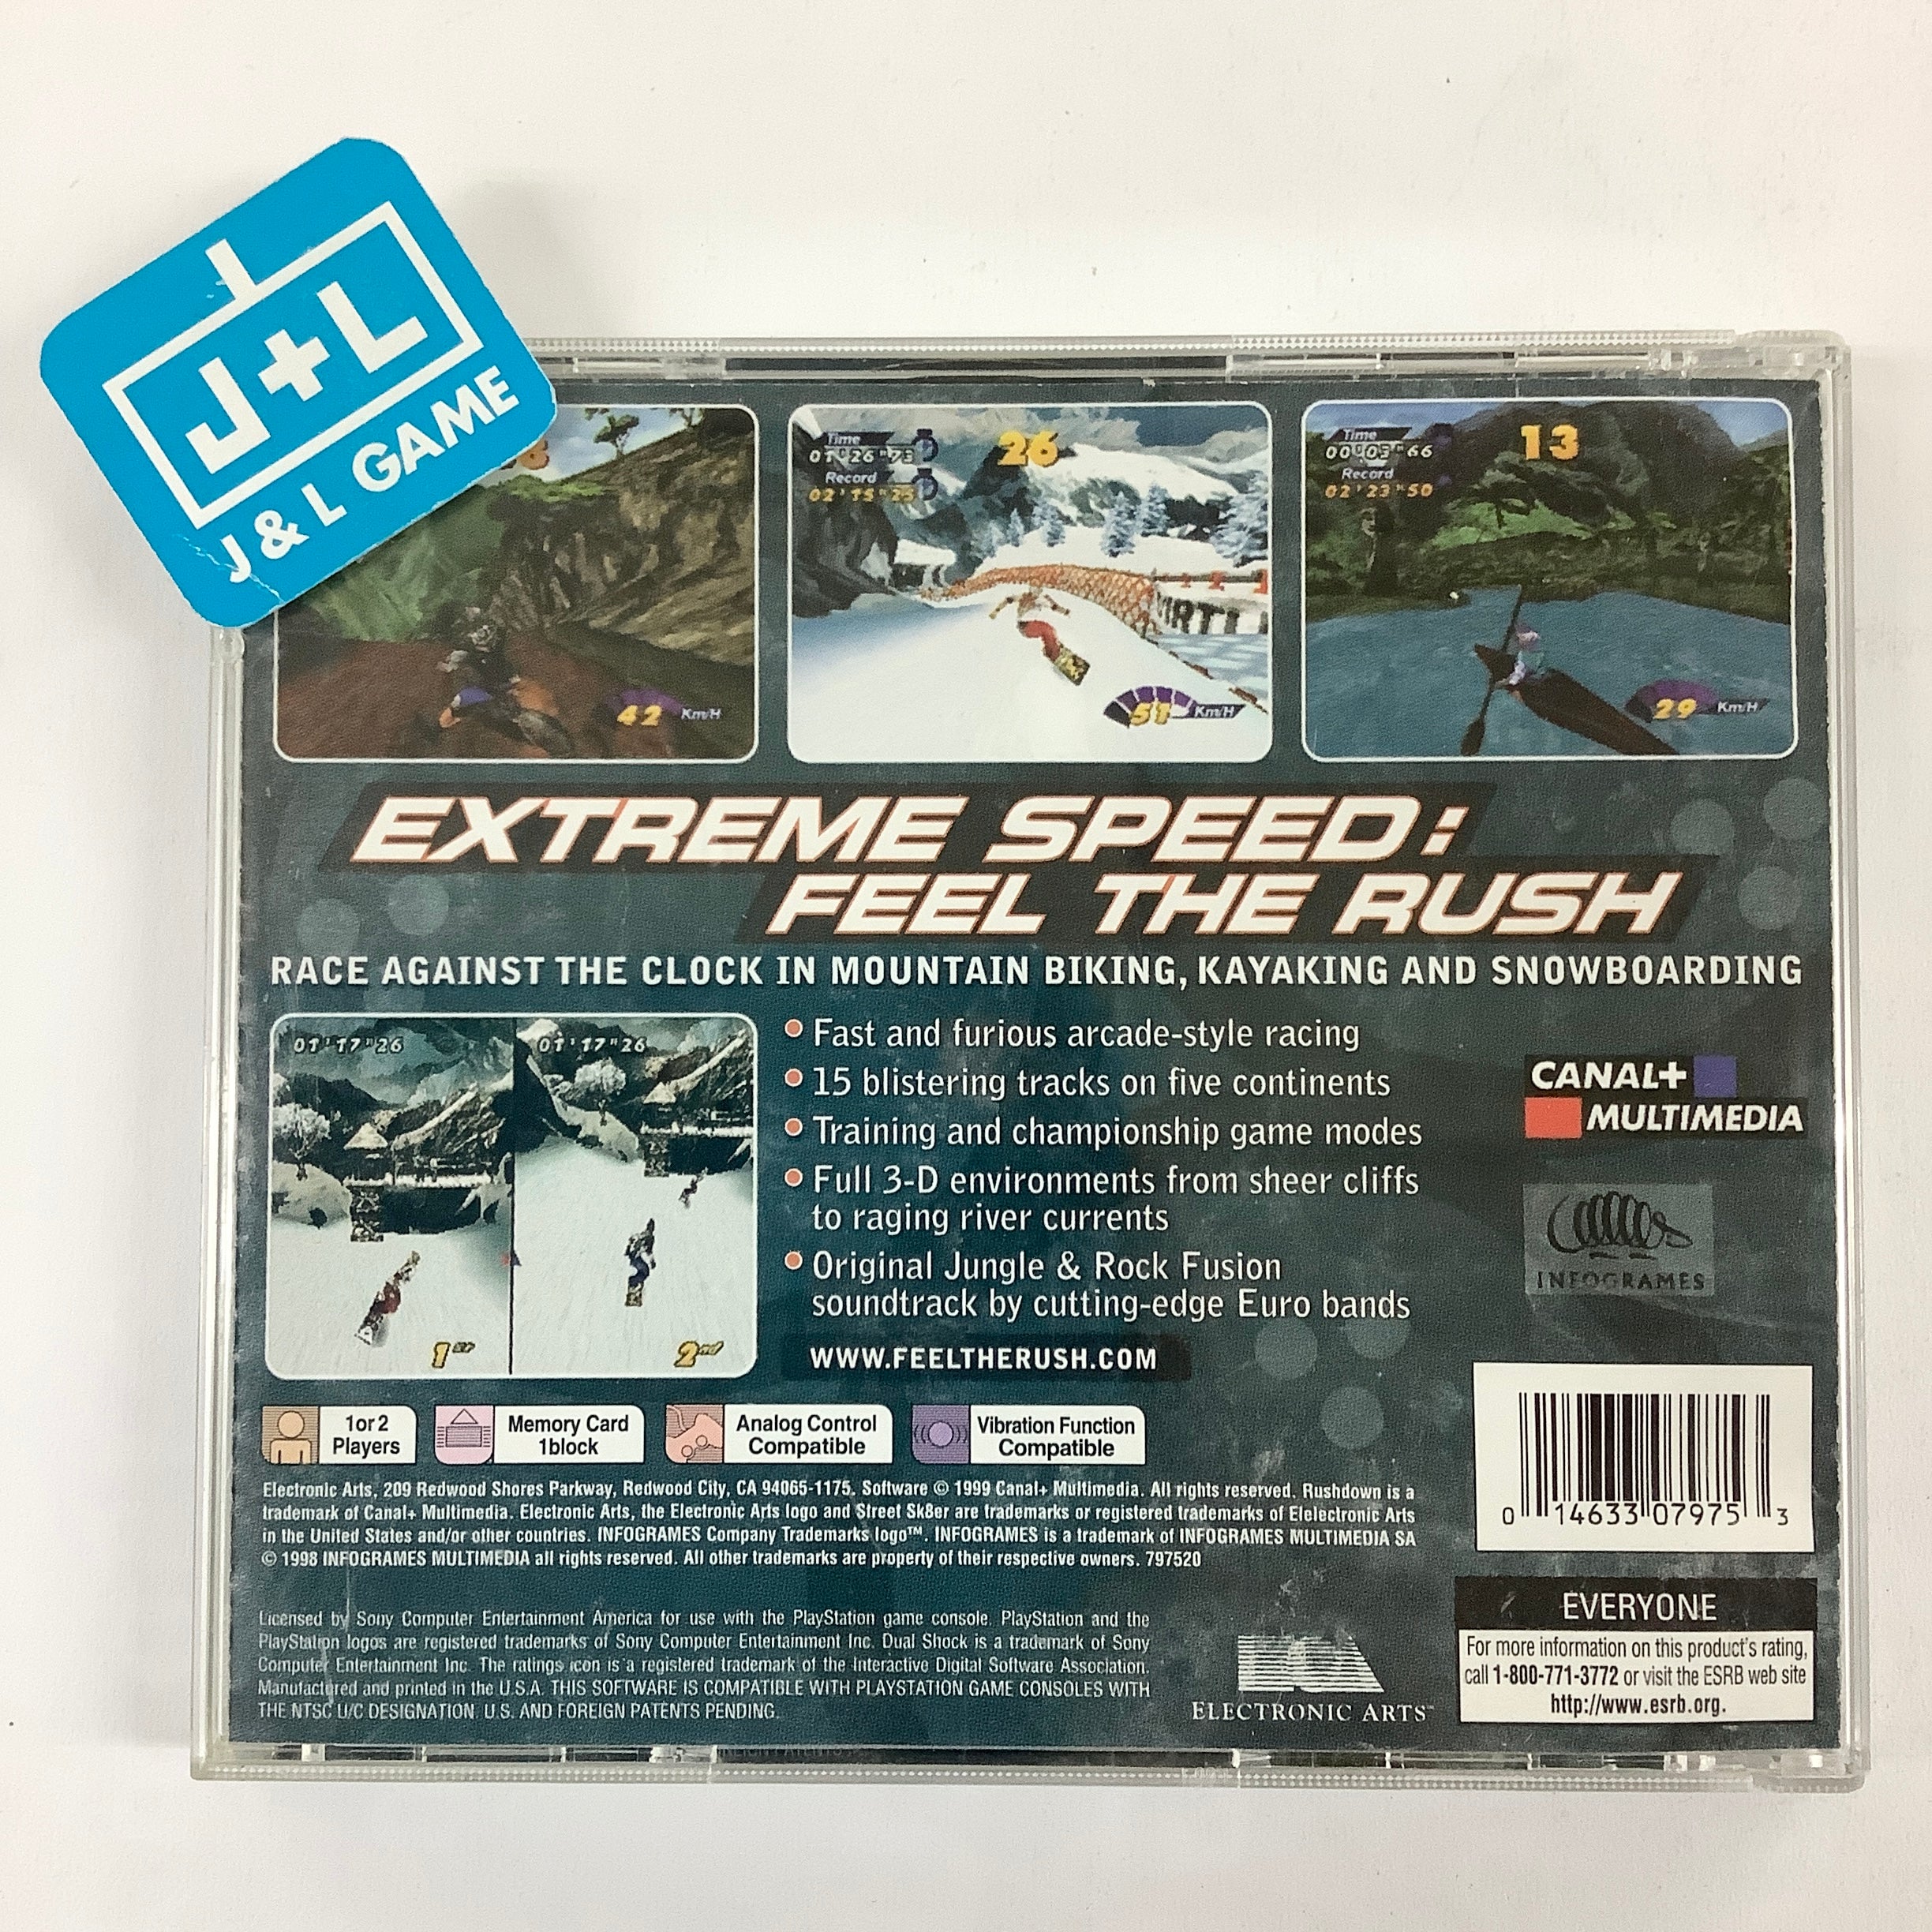 J+L
J & L GAME
8
42 Km/H
Time
01'26"73
Record
02'15"25
26
VIRTU
51 Km/H
Time
00'03"66
Record
02'23"50
13
29 Km/H
EXTREME SPEED:
FEEL THE RUSH
RACE AGAINST THE CLOCK IN MOUNTAIN BIKING, KAYAKING AND SNOWBOARDING
01'17"26
01'17"26
1st
2nd
Fast and furious arcade-style racing
15 blistering tracks on five continents
Training and championship game modes
Full 3-D environments from sheer cliffs
to raging river currents
Original Jungle & Rock Fusion
soundtrack by cutting-edge Euro bands
WWW.FEELTHERUSH.COM
CANAL+
MULTIMEDIA
INFOGRAMES
1 or 2
Players
Memory Card
1block
Analog Control
Compatible
Vibration Function
Compatible
Electronic Arts, 209 Redwood Shores Parkway, Redwood City, CA 94065-1175. Software © 1999 Canal+ Multimedia. All rights reserved. Rushdown is a
trademark of Canal+ Multimedia. Electronic Arts, the Electronic Arts logo and Street Sk8er are trademarks or registered trademarks of Elelectronic Arts
in the United States and/or other countries. INFOGRAMES Company Trademarks logo™. INFOGRAMES is a trademark of INFOGRAMES MULTIMEDIA SA
© 1998 INFOGRAMES MULTIMEDIA all rights reserved. All other trademarks are property of their respective owners. 797520
0 14633 07975 3
Licensed by Sony Computer Entertainment America for use with the PlayStation game console. PlayStation and the
PlayStation logos are registered trademarks of Sony Computer Entertainment Inc. Dual Shock is a trademark of Sony
Computer Entertainment Inc. The ratings icon is a registered trademark of the Interactive Digital Software Association.
Manufactured and printed in the U.S.A. THIS SOFTWARE IS COMPATIBLE WITH PLAYSTATION GAME CONSOLES WITH
THE NTSC U/C DESIGNATION. U.S. AND FOREIGN PATENTS PENDING.
ELECTRONIC ARTS™
EVERYONE
For more information on this product's rating,
call 1-800-771-3772 or visit the ESRB web site
http://www.esrb.org.